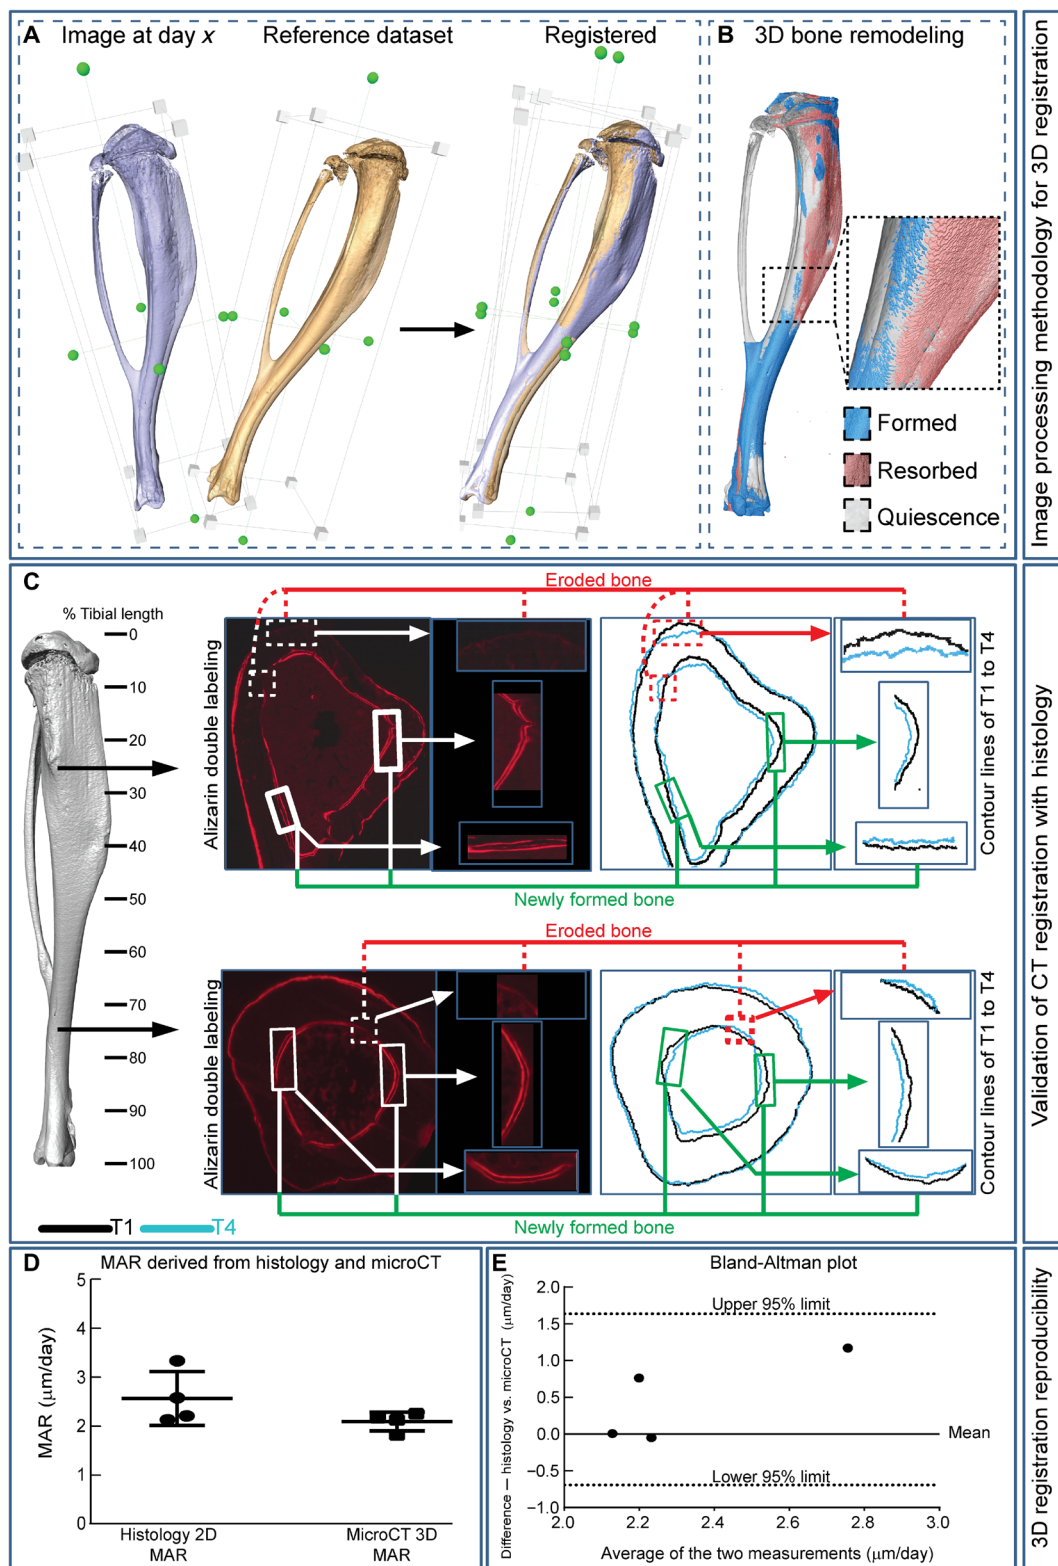 A
Image at day x
Reference dataset
Registered
B
3D bone remodeling
Formed
Resorbed
Quiescence
Image processing methodology for 3D registration
C
% Tibial length
0
10
20
30
40
50
60
70
80
90
100
T1
T4
Eroded bone
Alizarin double labeling
Contour lines of T1 to T4
Newly formed bone
Eroded bone
Alizarin double labeling
Contour lines of T1 to T4
Newly formed bone
Validation of CT registration with histology
D
MAR derived from histology and microCT
MAR (μm/day)
5
4
3
2
1
0
Histology 2D
MAR
MicroCT 3D
MAR
E
Bland-Altman plot
Difference — histology vs. microCT (μm/day)
2.0
1.5
1.0
0.5
0.0
−0.5
−1.0
Upper 95% limit
Mean
Lower 95% limit
2.0
2.2
2.4
2.6
2.8
3.0
Average of the two measurements (μm/day)
3D registration reproducibility